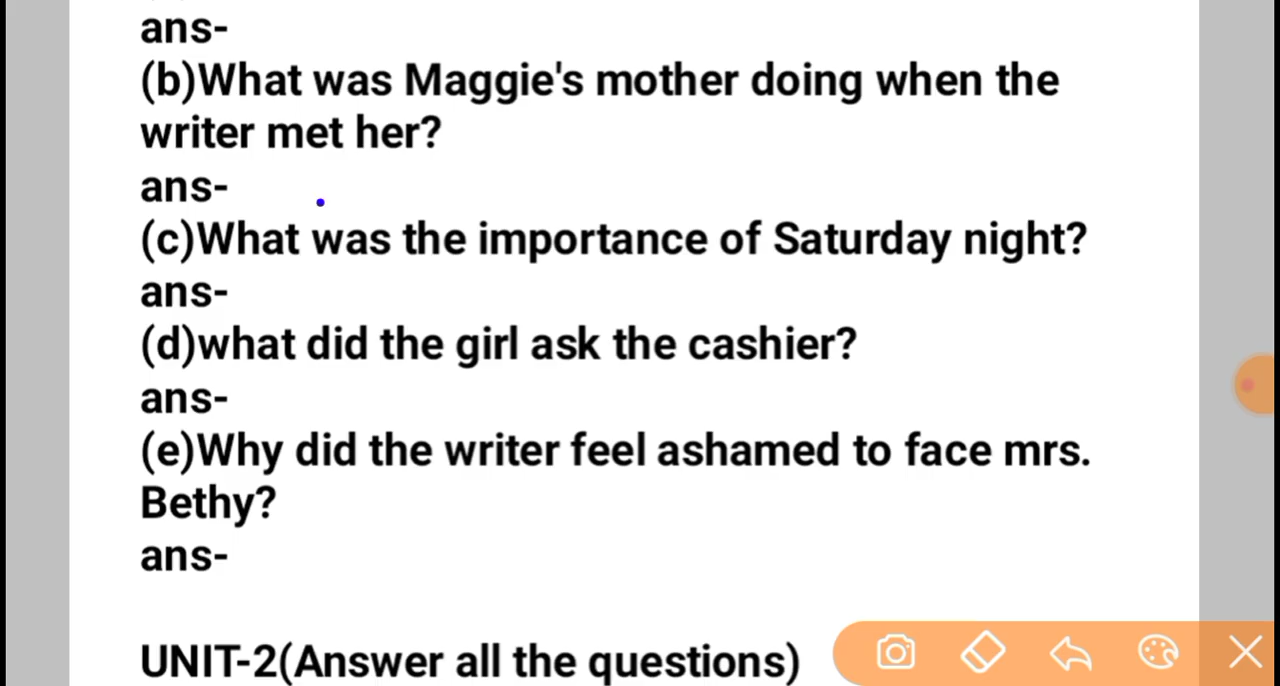 ans-
(b)What was Maggie's mother doing when the
writer met her?
ans-
(c)What was the importance of Saturday night?
ans-
(d)what did the girl ask the cashier?
ans-
(e)Why did the writer feel ashamed to face mrs.
Bethy?
ans-
UNIT-2(Answer all the questions)